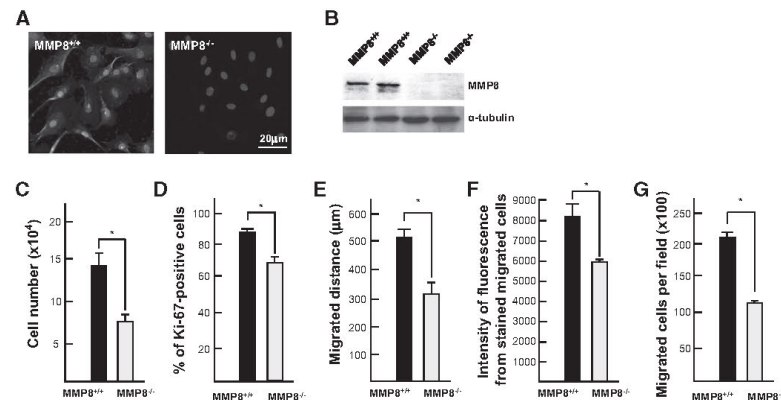 A
MMP8+/+
MMP8-/-
20μm
B
MMP8+/+
MMP8+/+
MMP8-/-
MMP8-/-
MMP8
α-tubulin
C
Cell number (x10⁴)
20
15
10
5
*
MMP8+/+
MMP8-/-
D
% of Ki-67-positive cells
100
80
60
40
20
*
MMP8+/+
MMP8-/-
E
Migrated distance (μm)
600
500
400
300
200
100
*
MMP8+/+
MMP8-/-
F
Intensity of fluorescence
from stained migrated cells
9000
8000
7000
6000
5000
4000
3000
2000
1000
*
MMP8+/+
MMP8-/-
G
Migrated cells per field (x100)
250
200
150
100
50
*
MMP8+/+
MMP8-